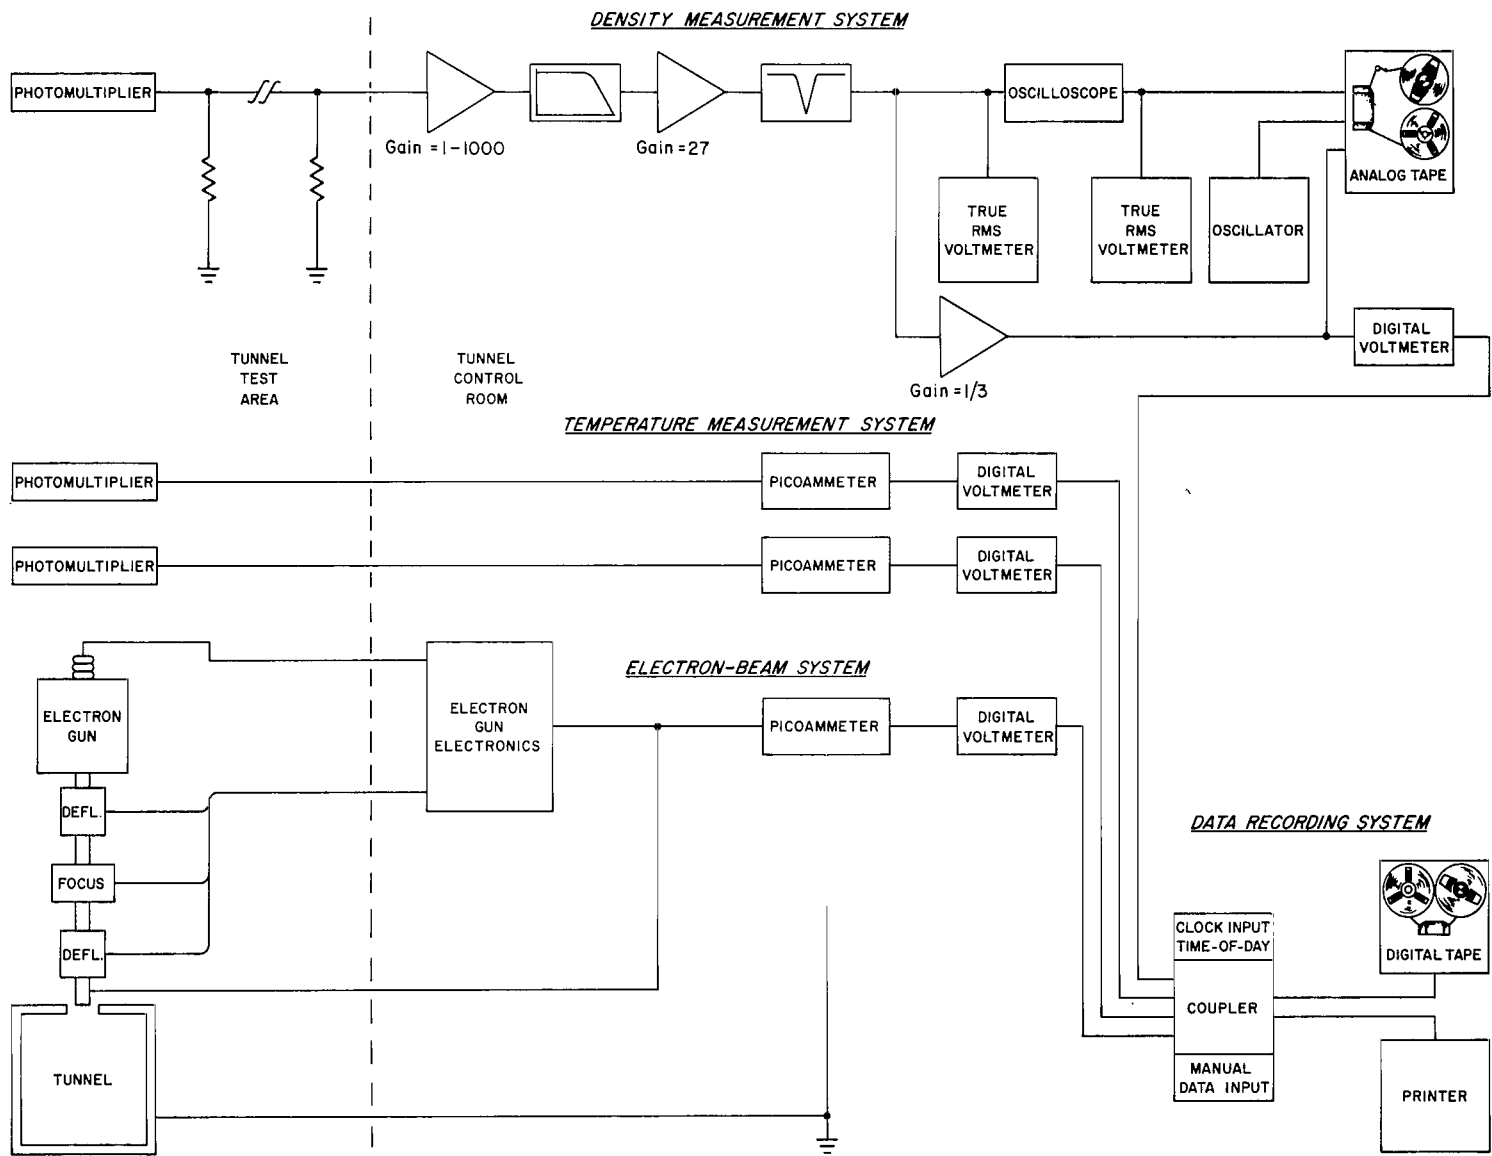 DENSITY MEASUREMENT SYSTEM
PHOTOMULTIPLIER
Gain = 1-1000
Gain = 27
OSCILLOSCOPE
ANALOG TAPE
TRUE
RMS
VOLTMETER
TRUE
RMS
VOLTMETER
OSCILLATOR
Gain = 1/3
DIGITAL
VOLTMETER
TUNNEL
TEST
AREA
TUNNEL
CONTROL
ROOM
TEMPERATURE MEASUREMENT SYSTEM
PHOTOMULTIPLIER
PICOAMMETER
DIGITAL
VOLTMETER
PHOTOMULTIPLIER
PICOAMMETER
DIGITAL
VOLTMETER
ELECTRON-BEAM SYSTEM
ELECTRON
GUN
ELECTRON
GUN
ELECTRONICS
PICOAMMETER
DIGITAL
VOLTMETER
DEFL.
FOCUS
DEFL.
TUNNEL
DATA RECORDING SYSTEM
CLOCK INPUT
TIME-OF-DAY
COUPLER
MANUAL
DATA INPUT
DIGITAL TAPE
PRINTER